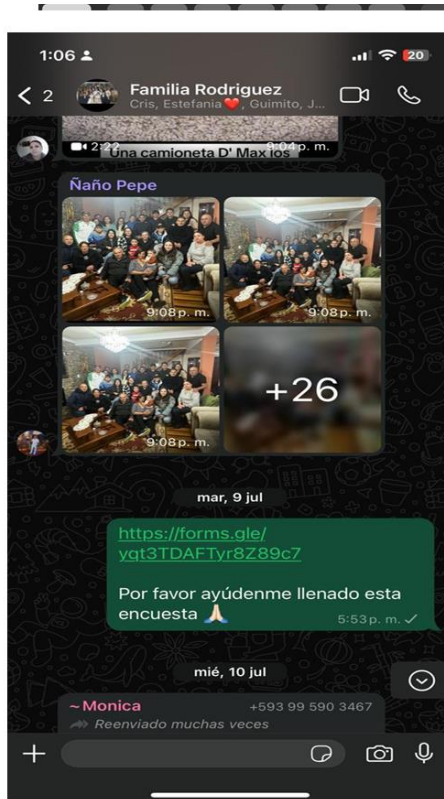 1:06
20
2
Familia Rodriguez
Cris, Estefania❤️, Guimito, J...
2:22
9:04 p. m.
Una camioneta D' Max los
Ñaño Pepe
9:08 p. m.
9:08 p. m.
9:08 p. m.
+26
mar, 9 jul
https://forms.gle/
yqt3TDAFTyr8Z89c7
Por favor ayúdenme llenado esta
encuesta 🙏🏻
5:53 p. m.
mié, 10 jul
~Monica
+593 99 590 3467
Reenviado muchas veces